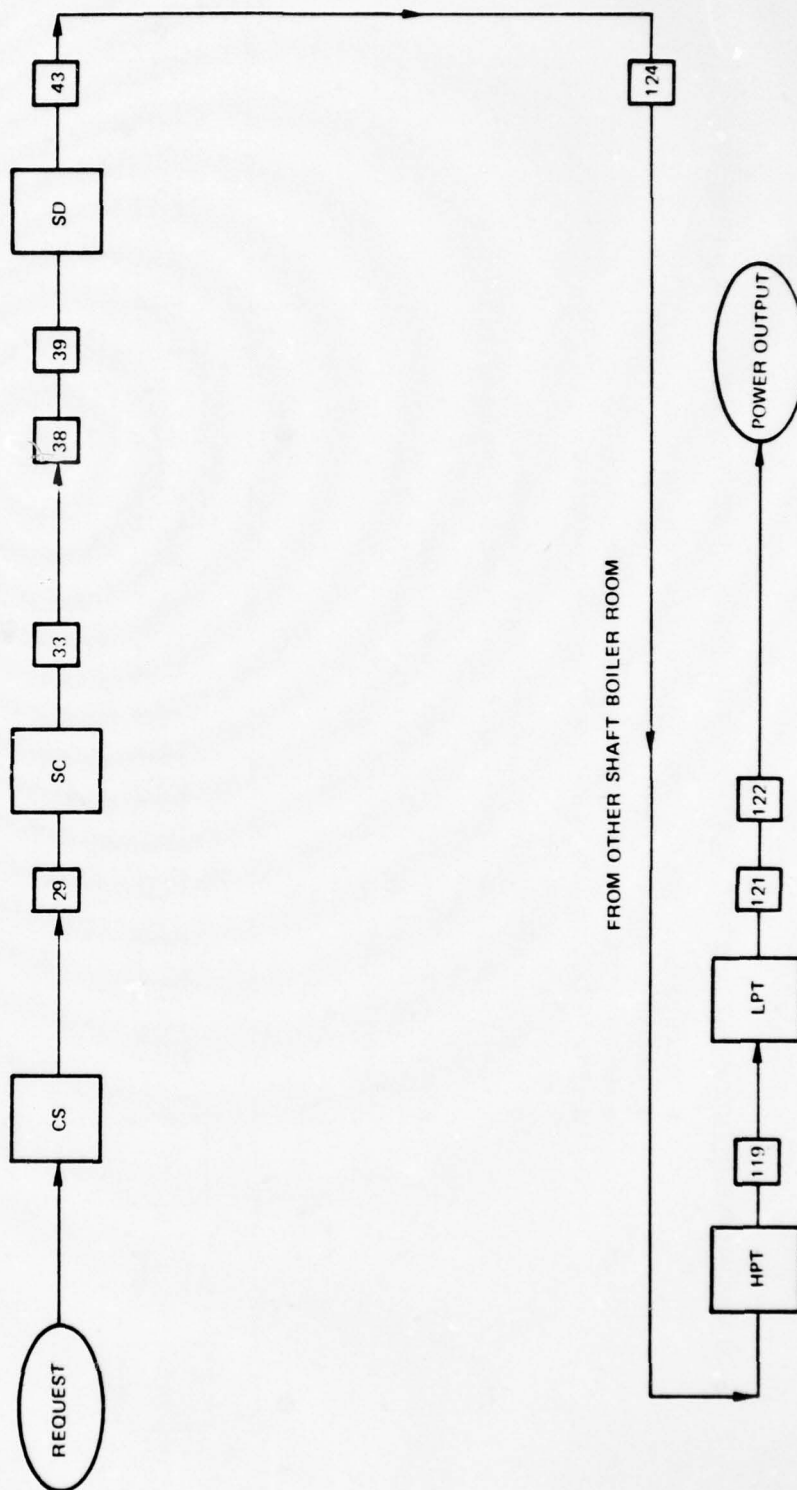 REQUEST
CS
29
SC
33
38
39
SD
43
124
FROM OTHER SHAFT BOILER ROOM
HPT
119
LPT
121
122
POWER OUTPUT